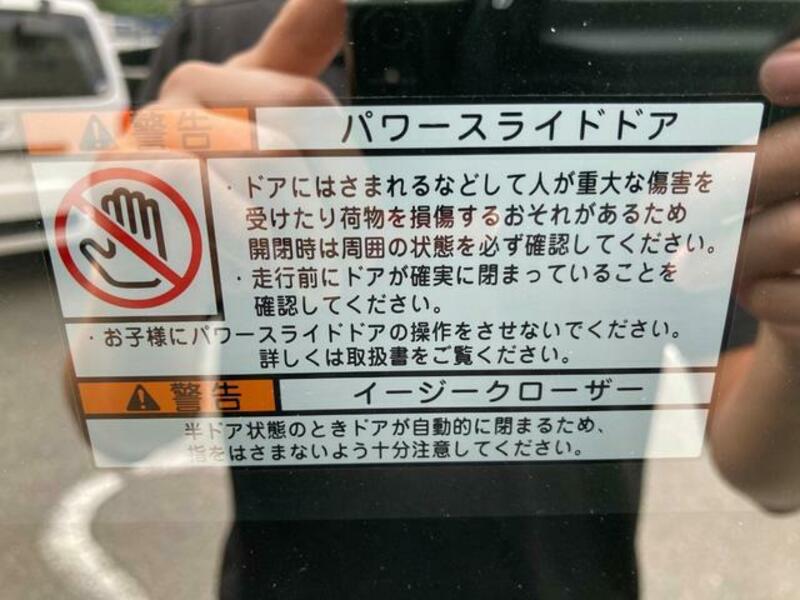 警告 パワースライドドア
・ドアにはさまれるなどして人が重大な傷害を
受けたり荷物を損傷するおそれがあるため
開閉時は周囲の状態を必ず確認してください。
・走行前にドアが確実に閉まっていることを
確認してください。
・お子様にパワースライドドアの操作をさせないでください。
詳しくは取扱書をご覧ください。
警告 イージークローザー
半ドア状態のときドアが自動的に閉まるため、
指をはさまないよう十分注意してください。